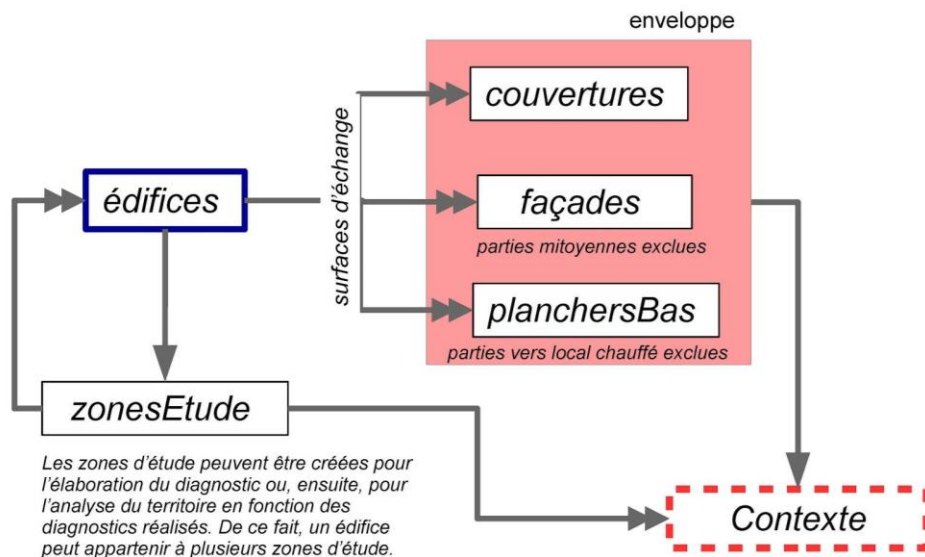 enveloppe
couvertures
surfaces d'échange
édifices
façades
parties mitoyennes exclues
planchersBas
parties vers local chauffé exclues
zonesEtude
Les zones d'étude peuvent être créées pour
l'élaboration du diagnostic ou, ensuite, pour
l'analyse du territoire en fonction des
diagnostics réalisés. De ce fait, un édifice
peut appartenir à plusieurs zones d'étude.
Contexte